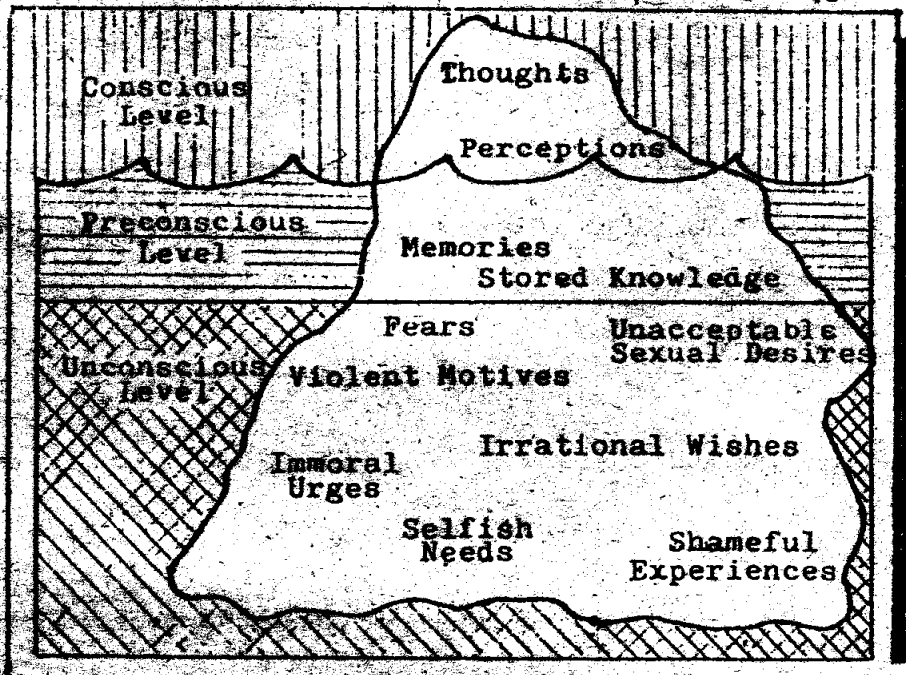 Thoughts
Conscious
Level
Perceptions
Preconscious
Level
Memories
Stored Knowledge
Fears
Unacceptable
Sexual Desires
Unconscious
Level
Violent Motives
Irrational Wishes
Immoral
Urges
Selfish
Needs
Shameful
Experiences